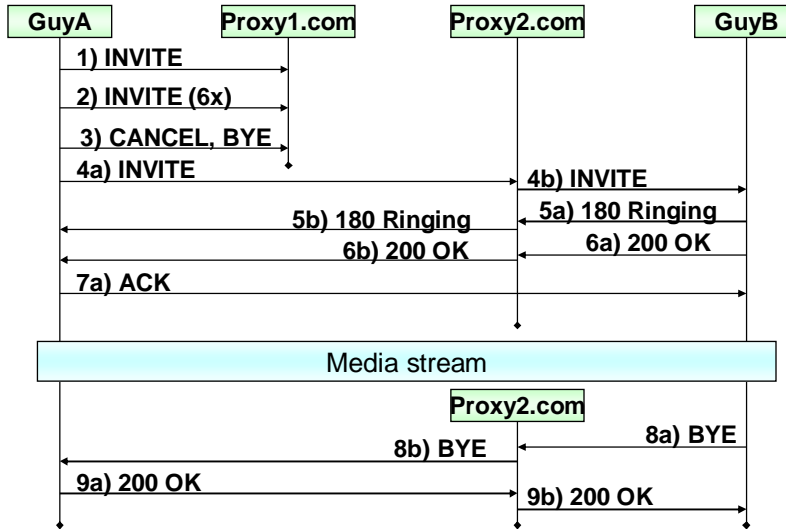 GuyA Proxy1.com Proxy2.com GuyB
1) INVITE
2) INVITE (6x)
3) CANCEL, BYE
4a) INVITE
4b) INVITE
5a) 180 Ringing
5b) 180 Ringing
6a) 200 OK
6b) 200 OK
7a) ACK
Media stream
Proxy2.com
8a) BYE
8b) BYE
9a) 200 OK
9b) 200 OK